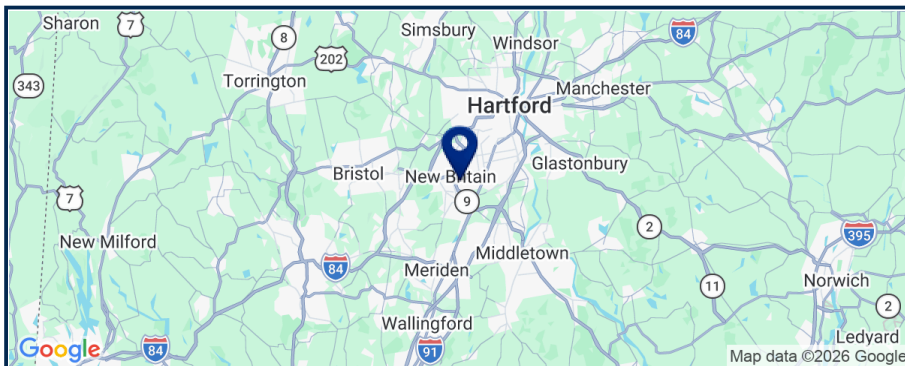 Sharon
7
8
Simsbury
Windsor
84
202
343
Torrington
Manchester
Hartford
Bristol
New Britain
Glastonbury
7
9
2
395
New Milford
Middletown
84
Meriden
11
Norwich
2
Wallingford
Ledyard
Google
84
91
Map data ©2026 Google